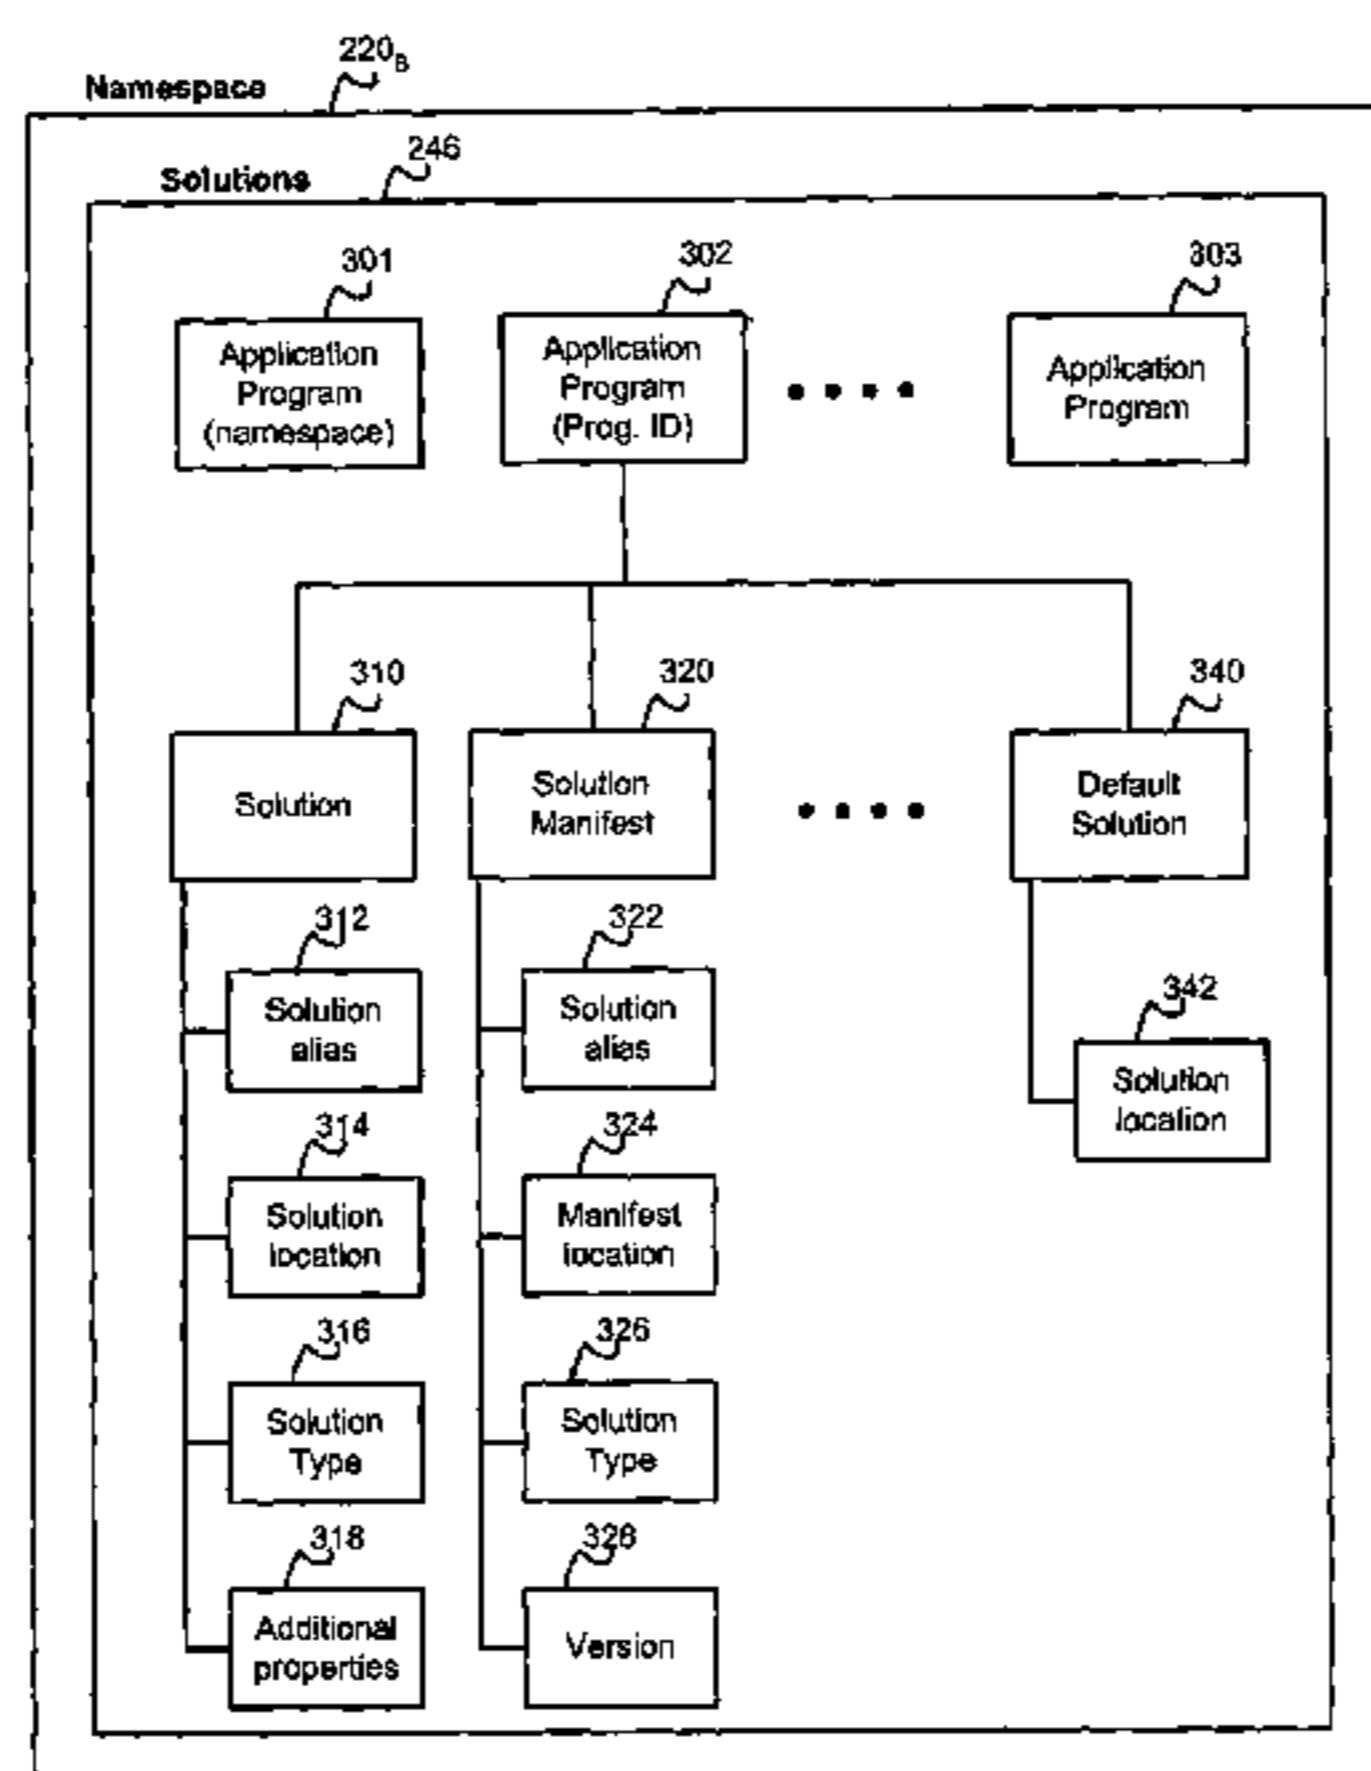 220B
Namespace
246
Solutions
301
302
303
Application
Program
(namespace)
Application
Program
(Prog. ID)
Application
Program
310
320
340
Solution
Solution
Manifest
Default
Solution
312
322
342
Solution
alias
Solution
alias
Solution
location
314
324
Solution
location
Manifest
location
316
326
Solution
Type
Solution
Type
318
328
Additional
properties
Version